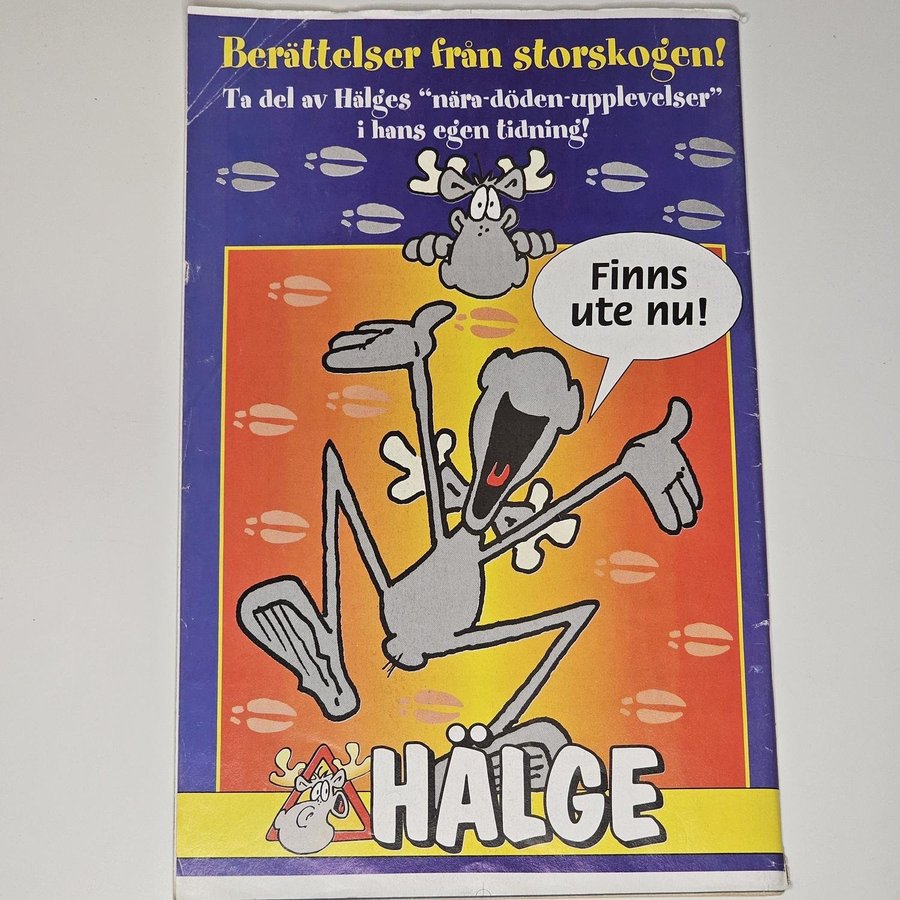 Berättelser från storskogen!
Ta del av Hälges “nära-döden-upplevelser”
i hans egen tidning!
Finns
ute nu!
HÄLGE